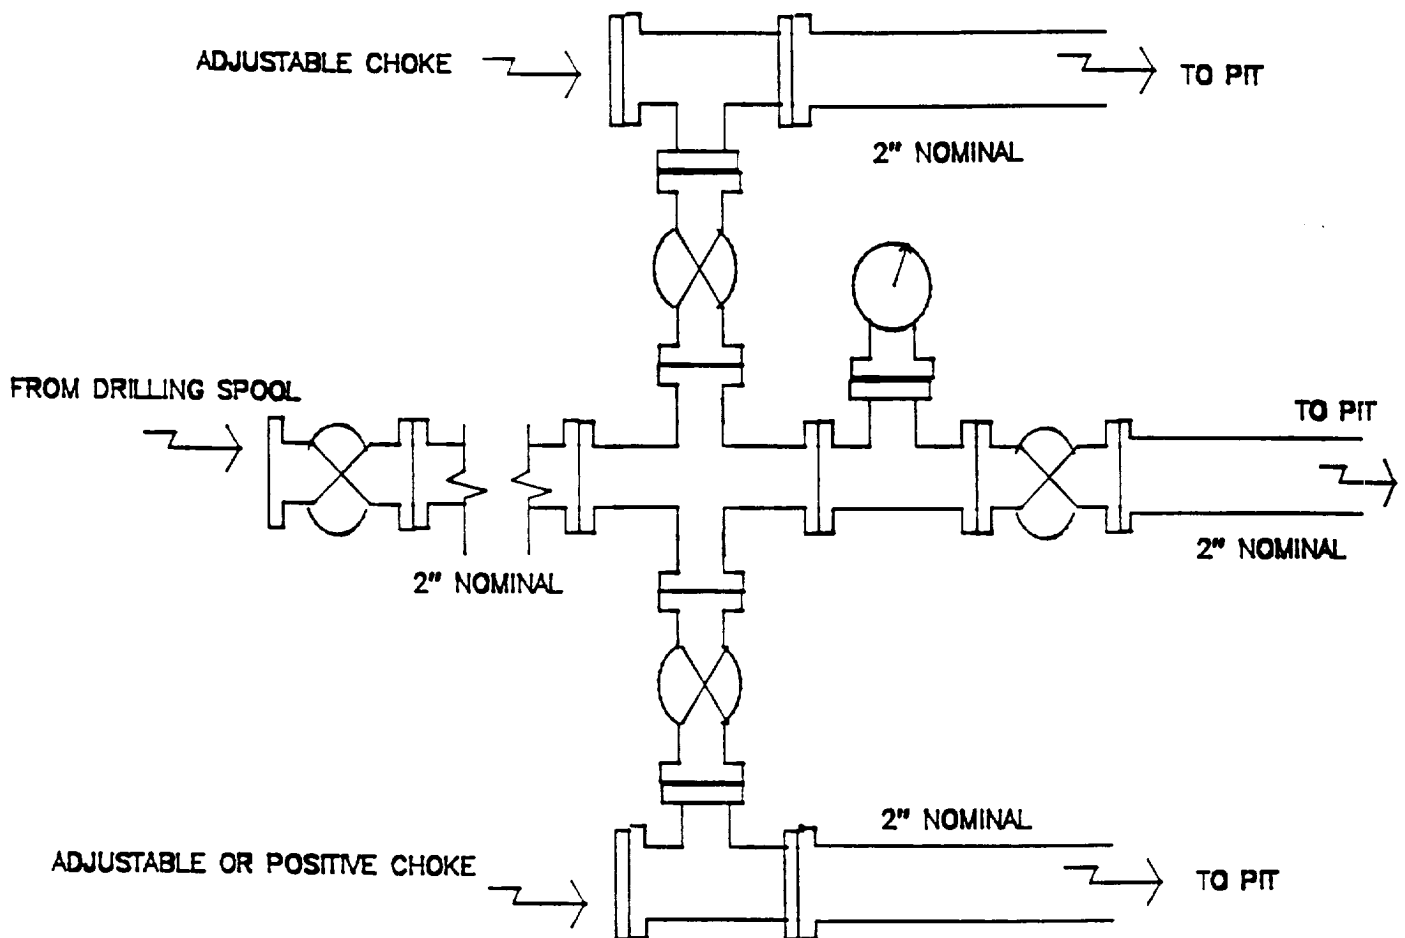 ADJUSTABLE CHOKE
TO PIT
2" NOMINAL
FROM DRILLING SPOOL
TO PIT
2" NOMINAL
2" NOMINAL
2" NOMINAL
ADJUSTABLE OR POSITIVE CHOKE
TO PIT